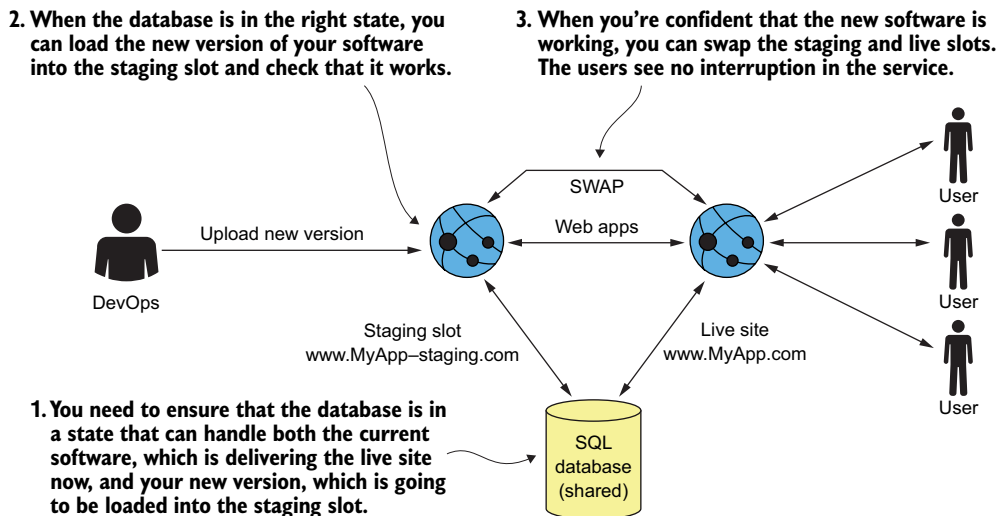 2. When the database is in the right state, you
can load the new version of your software
into the staging slot and check that it works.
3. When you're confident that the new software is
working, you can swap the staging and live slots.
The users see no interruption in the service.
SWAP
Web apps
Upload new version
DevOps
User
User
User
Staging slot
www.MyApp–staging.com
Live site
www.MyApp.com
1. You need to ensure that the database is in
a state that can handle both the current
software, which is delivering the live site
now, and your new version, which is going
to be loaded into the staging slot.
SQL
database
(shared)